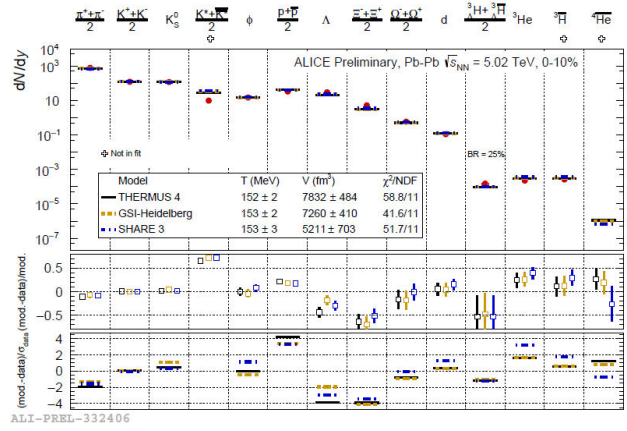 π⁺+π⁻/2 K⁺+K⁻/2 K⁰S K*+K̅*/2 ϕ p+p̅/2 Λ Ξ⁻+Ξ⁺/2 Ω⁻+Ω⁺/2 d ³ΛH+³ΛH̅/2 ³He ³H̅ ⁴H̅e̅
dN/dy
ALICE Preliminary, Pb-Pb √sNN = 5.02 TeV, 0-10%
10³
10
10⁻¹
10⁻³
10⁻⁵
10⁻⁷
Not in fit
BR = 25%
Model T (MeV) V (fm³) χ²/NDF
THERMUS 4 152 ± 2 7832 ± 484 58.8/11
GSI-Heidelberg 153 ± 2 7260 ± 410 41.6/11
SHARE 3 153 ± 3 5211 ± 703 51.7/11
(mod.-data)/mod.
0.5
0.0
−0.5
(mod.-data)/σdata
4
2
0
−2
−4
ALI-PREL-332406